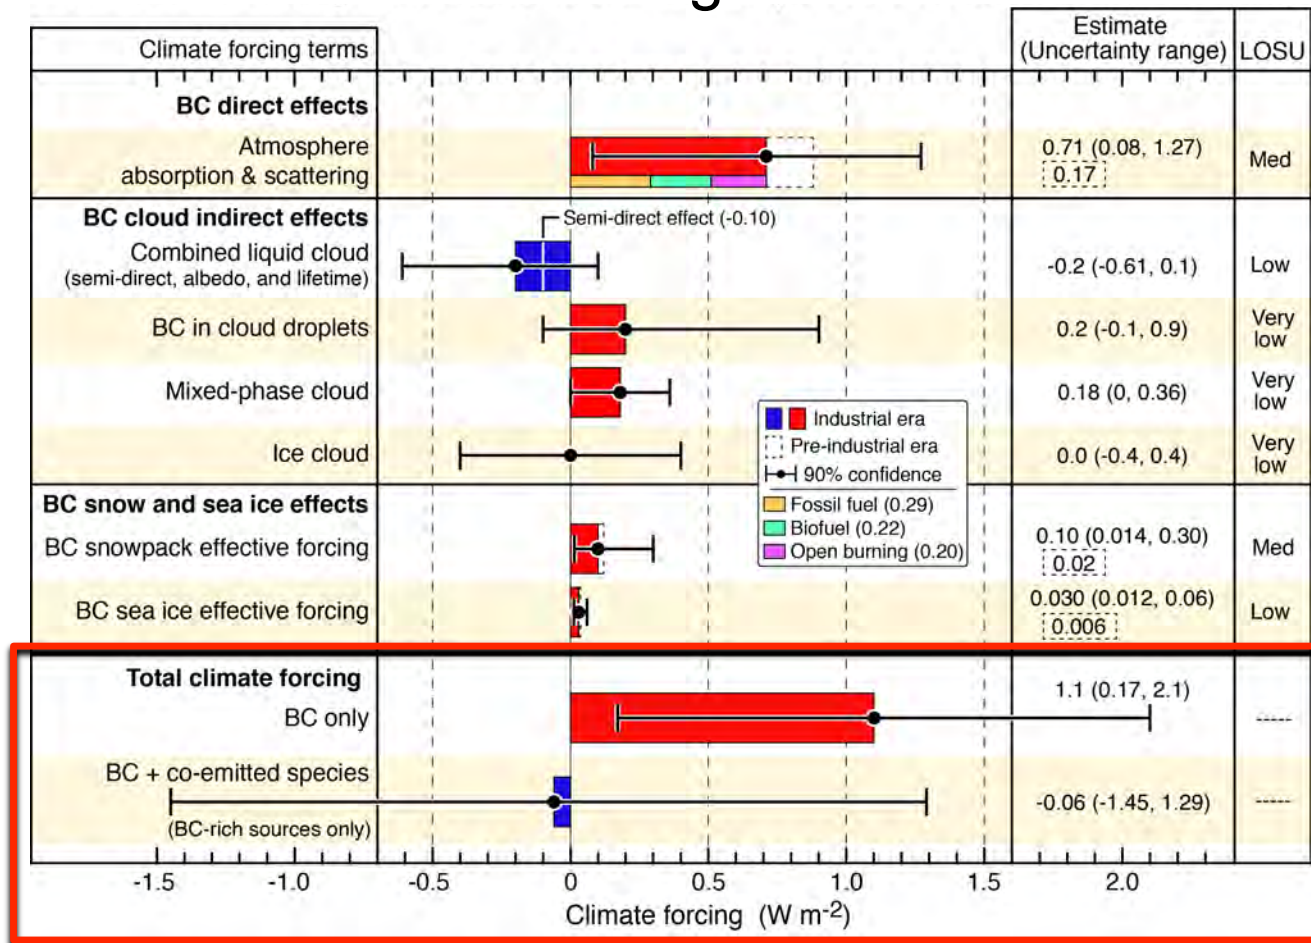 Climate forcing terms
Estimate
(Uncertainty range)
LOSU
BC direct effects
Atmosphere
absorption & scattering
0.71 (0.08, 1.27)
0.17
Med
BC cloud indirect effects
Semi-direct effect (-0.10)
Combined liquid cloud
(semi-direct, albedo, and lifetime)
-0.2 (-0.61, 0.1)
Low
BC in cloud droplets
0.2 (-0.1, 0.9)
Very
low
Mixed-phase cloud
0.18 (0, 0.36)
Very
low
Ice cloud
0.0 (-0.4, 0.4)
Very
low
Industrial era
Pre-industrial era
90% confidence
Fossil fuel (0.29)
Biofuel (0.22)
Open burning (0.20)
BC snow and sea ice effects
BC snowpack effective forcing
0.10 (0.014, 0.30)
0.02
Med
BC sea ice effective forcing
0.030 (0.012, 0.06)
0.006
Low
Total climate forcing
BC only
1.1 (0.17, 2.1)
-----
BC + co-emitted species
(BC-rich sources only)
-0.06 (-1.45, 1.29)
-----
-1.5 -1.0 -0.5 0 0.5 1.0 1.5 2.0
Climate forcing (W m-2)